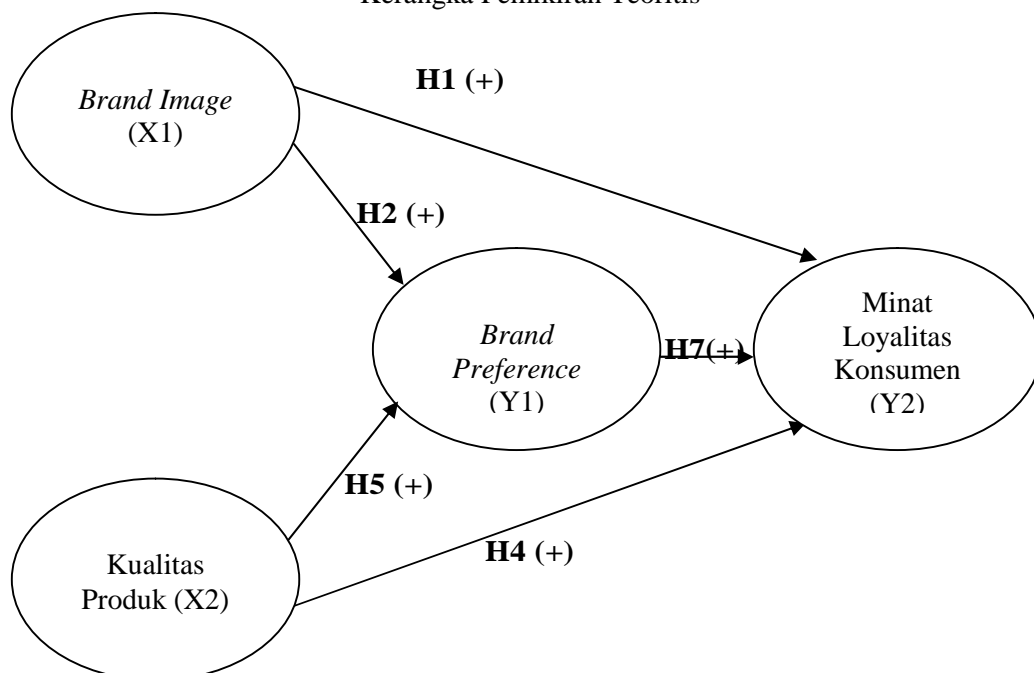 Kerangka Pemikiran Teoritis
H1 (+)
Brand Image
(X1)
H2 (+)
Brand
Preference
(Y1)
H7(+)
Minat
Loyalitas
Konsumen
(Y2)
H5 (+)
H4 (+)
Kualitas
Produk (X2)